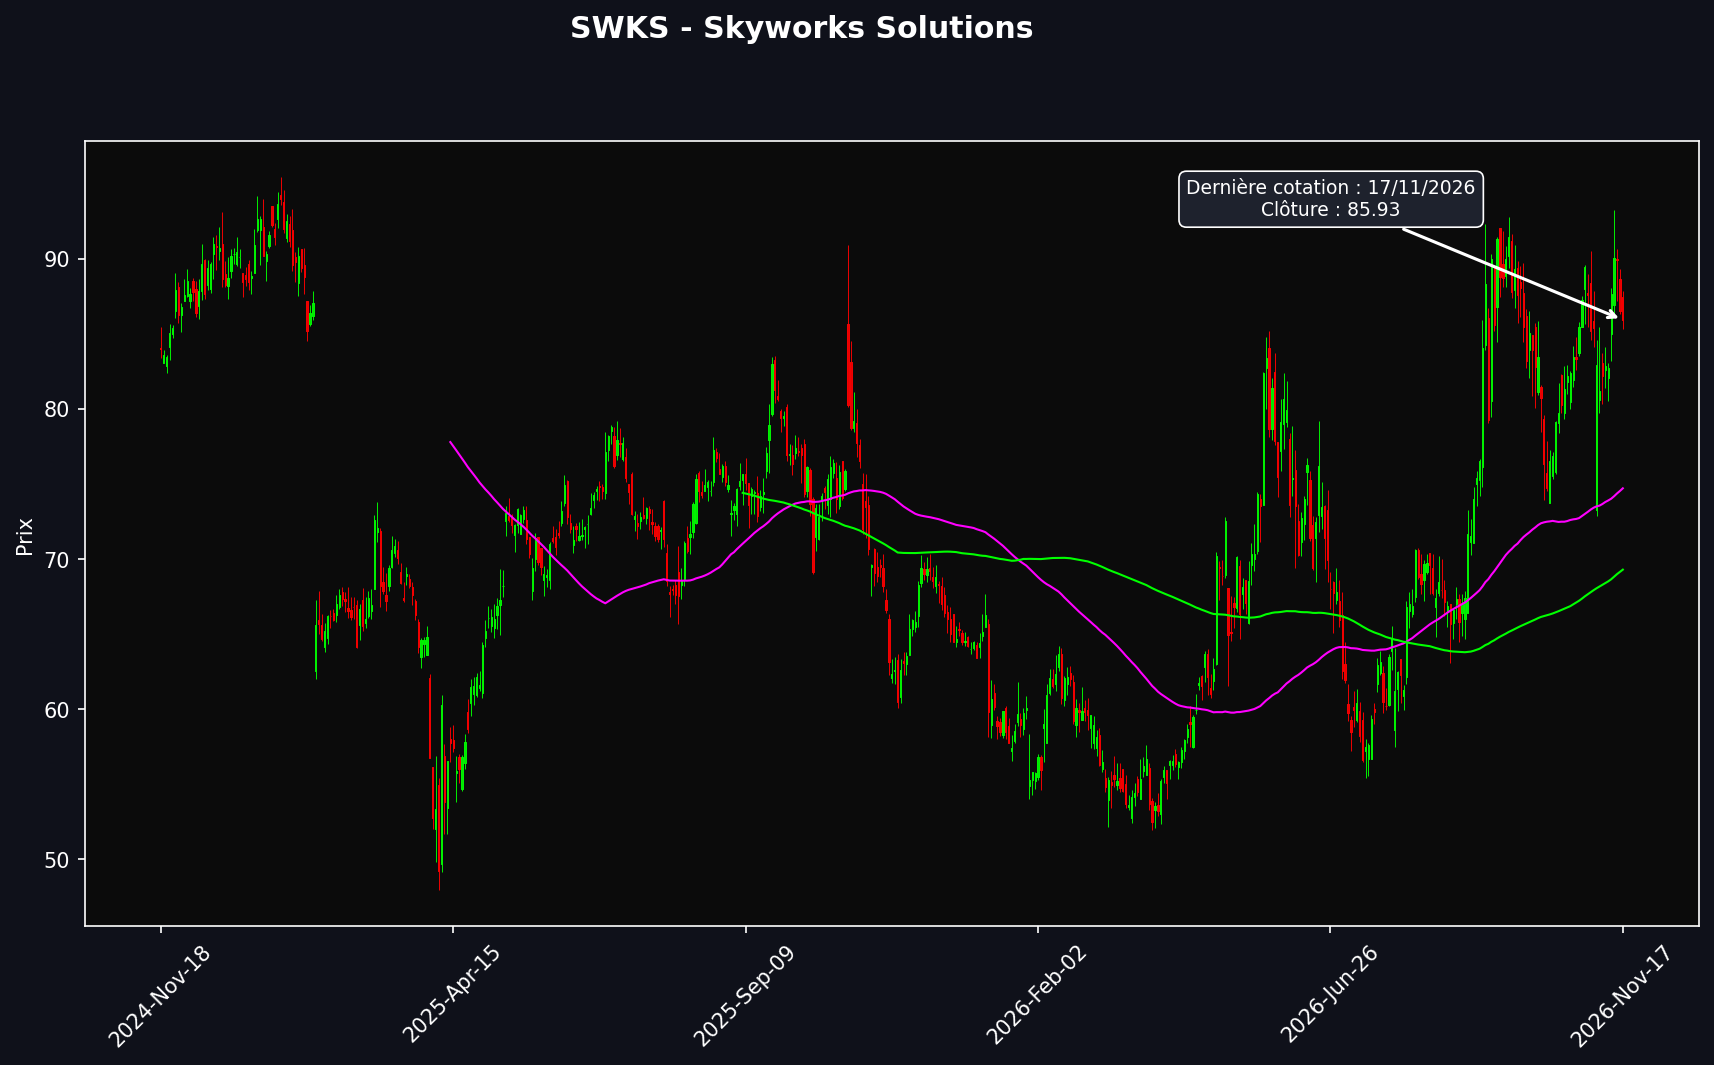 SWKS - Skyworks Solutions
Dernière cotation : 17/11/2026
Clôture : 85.93
Prix
90
80
70
60
50
2024-Nov-18
2025-Apr-15
2025-Sep-09
2026-Feb-02
2026-Jun-26
2026-Nov-17